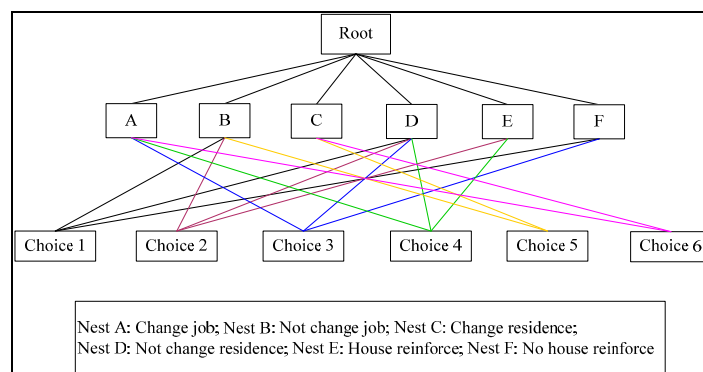 Root
A B C D E F
Choice 1 Choice 2 Choice 3 Choice 4 Choice 5 Choice 6
Nest A: Change job; Nest B: Not change job; Nest C: Change residence;
Nest D: Not change residence; Nest E: House reinforce; Nest F: No house reinforce